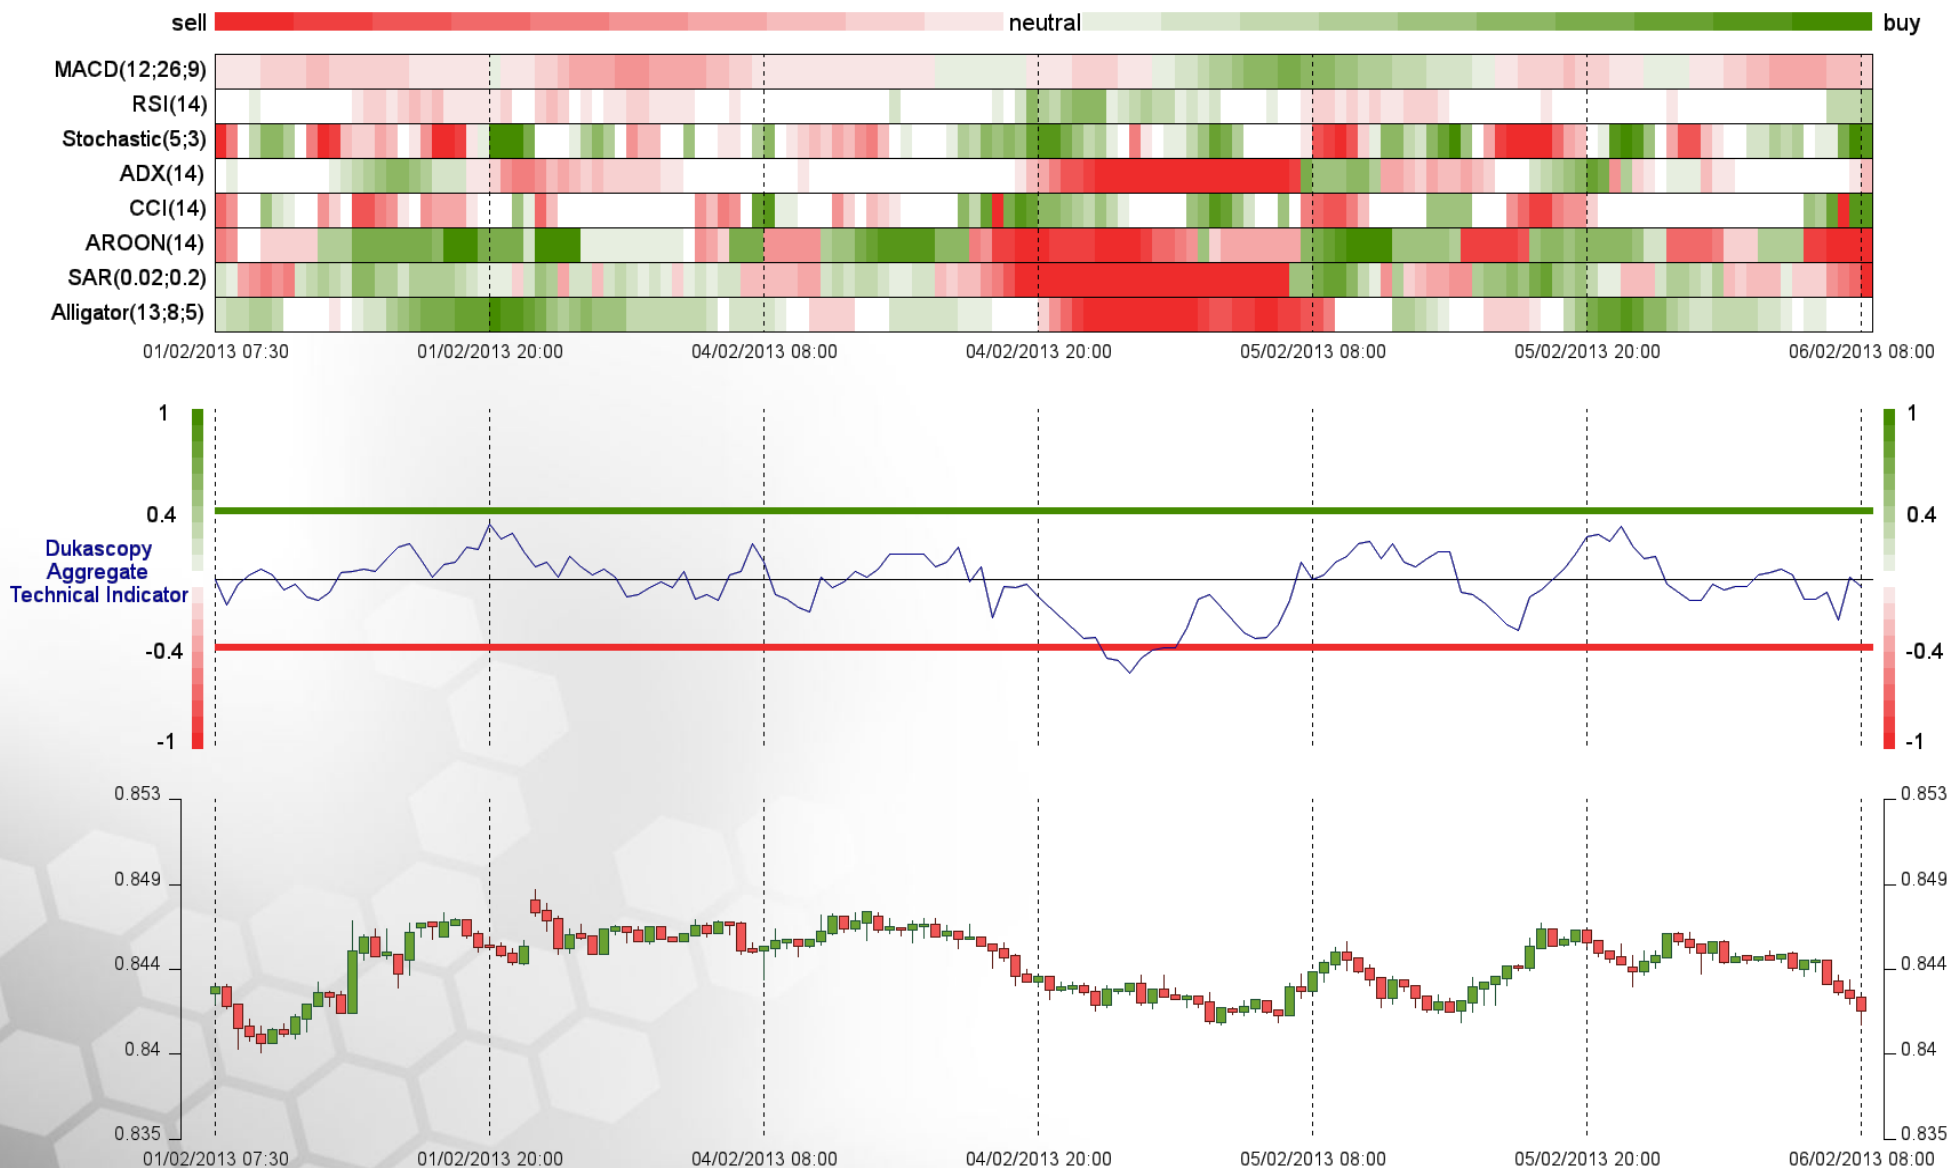 sell neutral buy
MACD(12;26;9)
RSI(14)
Stochastic(5;3)
ADX(14)
CCI(14)
AROON(14)
SAR(0.02;0.2)
Alligator(13;8;5)
01/02/2013 07:30 01/02/2013 20:00 04/02/2013 08:00 04/02/2013 20:00 05/02/2013 08:00 05/02/2013 20:00 06/02/2013 08:00
1 1
0.4 0.4
Dukascopy
Aggregate
Technical Indicator
-0.4 -0.4
-1 -1
0.853 0.853
0.849 0.849
0.844 0.844
0.84 0.84
0.835 0.835
01/02/2013 07:30 01/02/2013 20:00 04/02/2013 08:00 04/02/2013 20:00 05/02/2013 08:00 05/02/2013 20:00 06/02/2013 08:00